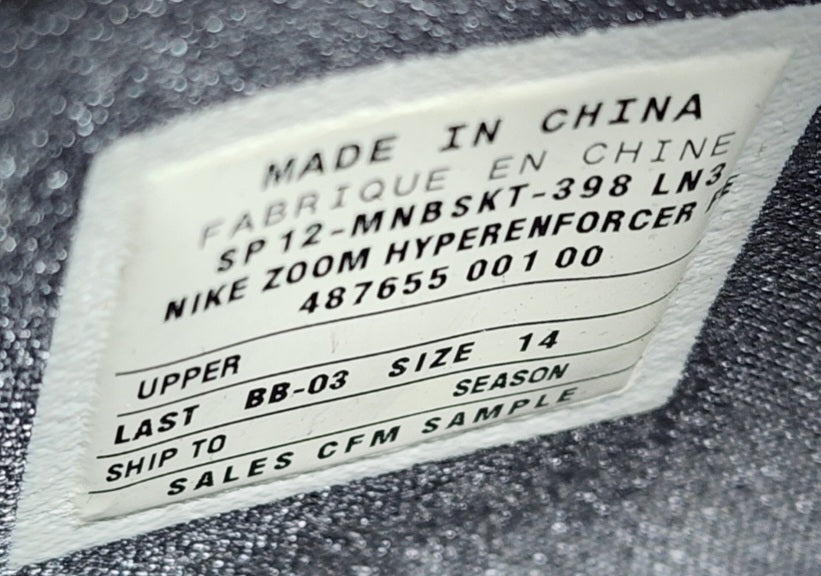 MADE IN CHINA
FABRIQUE EN CHINE
SP12-MNBSKT-398 LN3
NIKE ZOOM HYPERENFORCER PE
487655 001 00
UPPER
LAST BB-03 SIZE 14
SHIP TO SEASON
SALES CFM SAMPLE